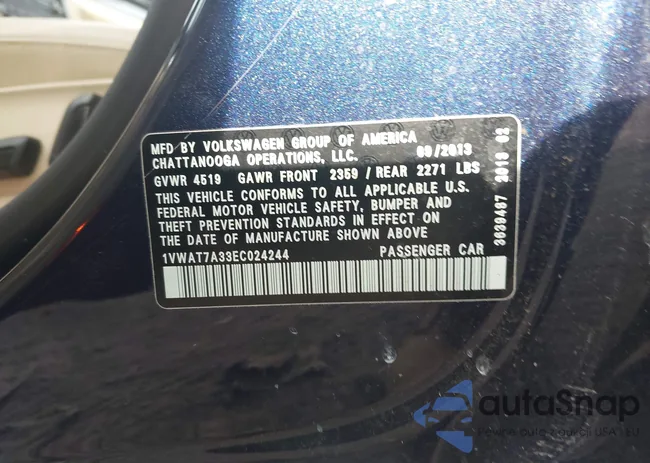 MFD BY VOLKSWAGEN GROUP OF AMERICA
CHATTANOOGA OPERATIONS, LLC. 09/2013
GVWR 4519 GAWR FRONT 2359 / REAR 2271 LBS
THIS VEHICLE CONFORMS TO ALL APPLICABLE U.S.
FEDERAL MOTOR VEHICLE SAFETY, BUMPER AND
THEFT PREVENTION STANDARDS IN EFFECT ON
THE DATE OF MANUFACTURE SHOWN ABOVE
1VWAT7A33EC024244 PASSENGER CAR
3639407 2013 02
autoSnap